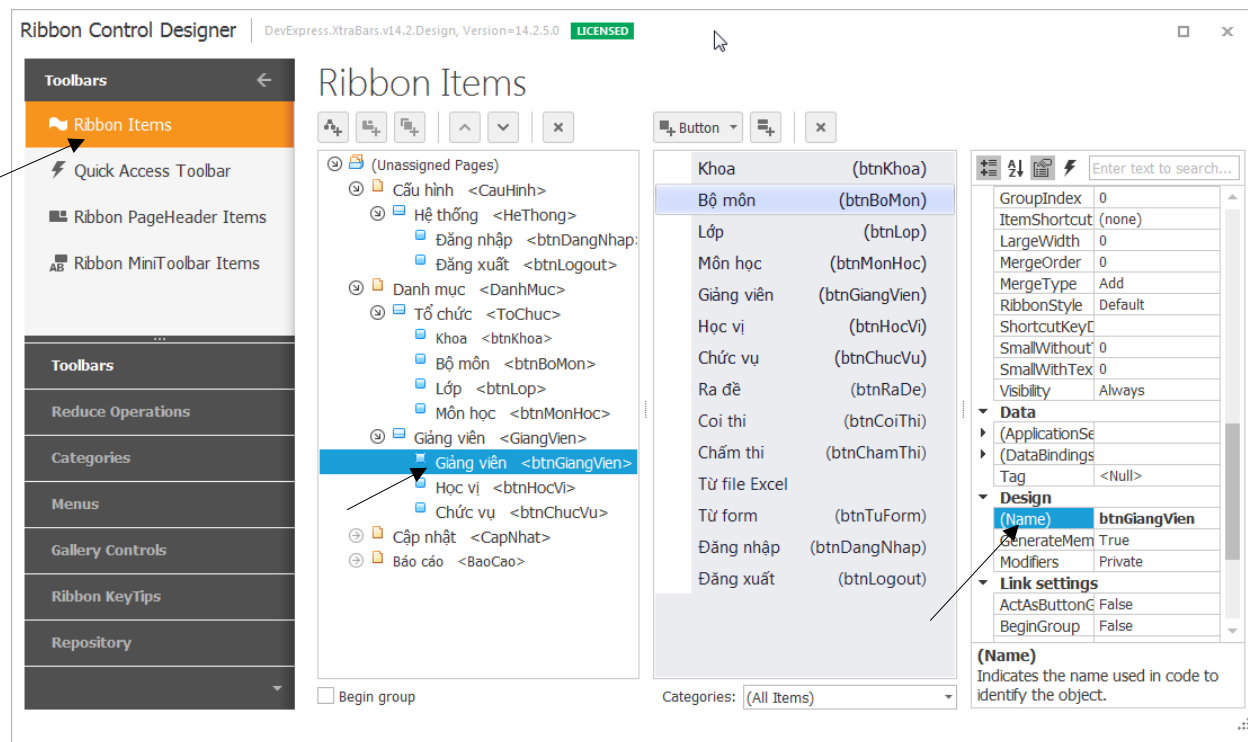 Ribbon Control Designer
DevExpress.XtraBars.v14.2.Design, Version=14.2.5.0
LICENSED
Toolbars
Ribbon Items
Quick Access Toolbar
Ribbon PageHeader Items
AB Ribbon MiniToolbar Items
Toolbars
Reduce Operations
Categories
Menus
Gallery Controls
Ribbon KeyTips
Repository
Ribbon Items
(Unassigned Pages)
Cấu hình <CauHinh>
Hệ thống <HeThong>
Đăng nhập <btnDangNhap>
Đăng xuất <btnLogout>
Danh mục <DanhMuc>
Tổ chức <ToChuc>
Khoa <btnKhoa>
Bộ môn <btnBoMon>
Lớp <btnLop>
Môn học <btnMonHoc>
Giảng viên <GiangVien>
Giảng viên <btnGiangVien>
Học vị <btnHocVi>
Chức vụ <btnChucVu>
Cập nhật <CapNhat>
Báo cáo <BaoCao>
Begin group
Button
Khoa (btnKhoa)
Bộ môn (btnBoMon)
Lớp (btnLop)
Môn học (btnMonHoc)
Giảng viên (btnGiangVien)
Học vị (btnHocVi)
Chức vụ (btnChucVu)
Ra đề (btnRaDe)
Coi thi (btnCoiThi)
Chấm thi (btnChamThi)
Từ file Excel
Từ form (btnTuForm)
Đăng nhập (btnDangNhap)
Đăng xuất (btnLogout)
Categories: (All Items)
Enter text to search...
GroupIndex 0
ItemShortcut (none)
LargeWidth 0
MergeOrder 0
MergeType Add
RibbonStyle Default
ShortcutKeyD
SmallWithoutT 0
SmallWithTex 0
Visibility Always
Data
(ApplicationSe
(DataBindings
Tag <Null>
Design
(Name) btnGiangVien
GenerateMem True
Modifiers Private
Link settings
ActAsButtonG False
BeginGroup False
(Name)
Indicates the name used in code to
identify the object.